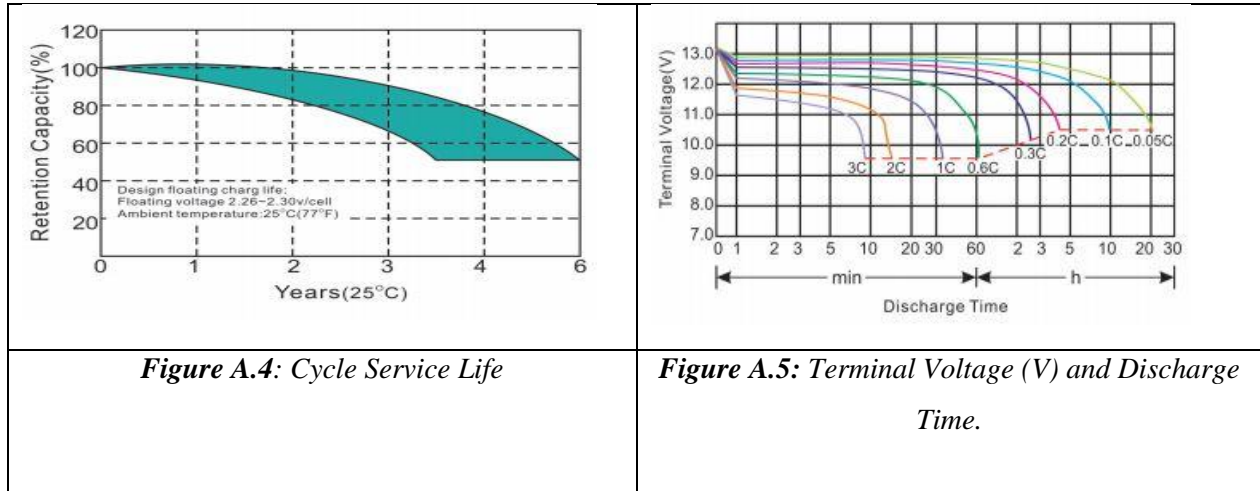 120
100
80
60
40
20
0 1 2 3 4 5 6
Retention Capacity(%)
Design floating charg life:
Floating voltage 2.26~2.30v/cell
Ambient temperature:25°C(77°F)
Years(25°C)
13.0
12.0
11.0
10.0
9.0
8.0
7.0
Terminal Voltage(V)
3C 2C 1C 0.6C 0.3C 0.2C 0.1C 0.05C
0 1 2 3 5 10 20 30 60 2 3 5 10 20 30
min h
Discharge Time
Figure A.4: Cycle Service Life
Figure A.5: Terminal Voltage (V) and Discharge
Time.